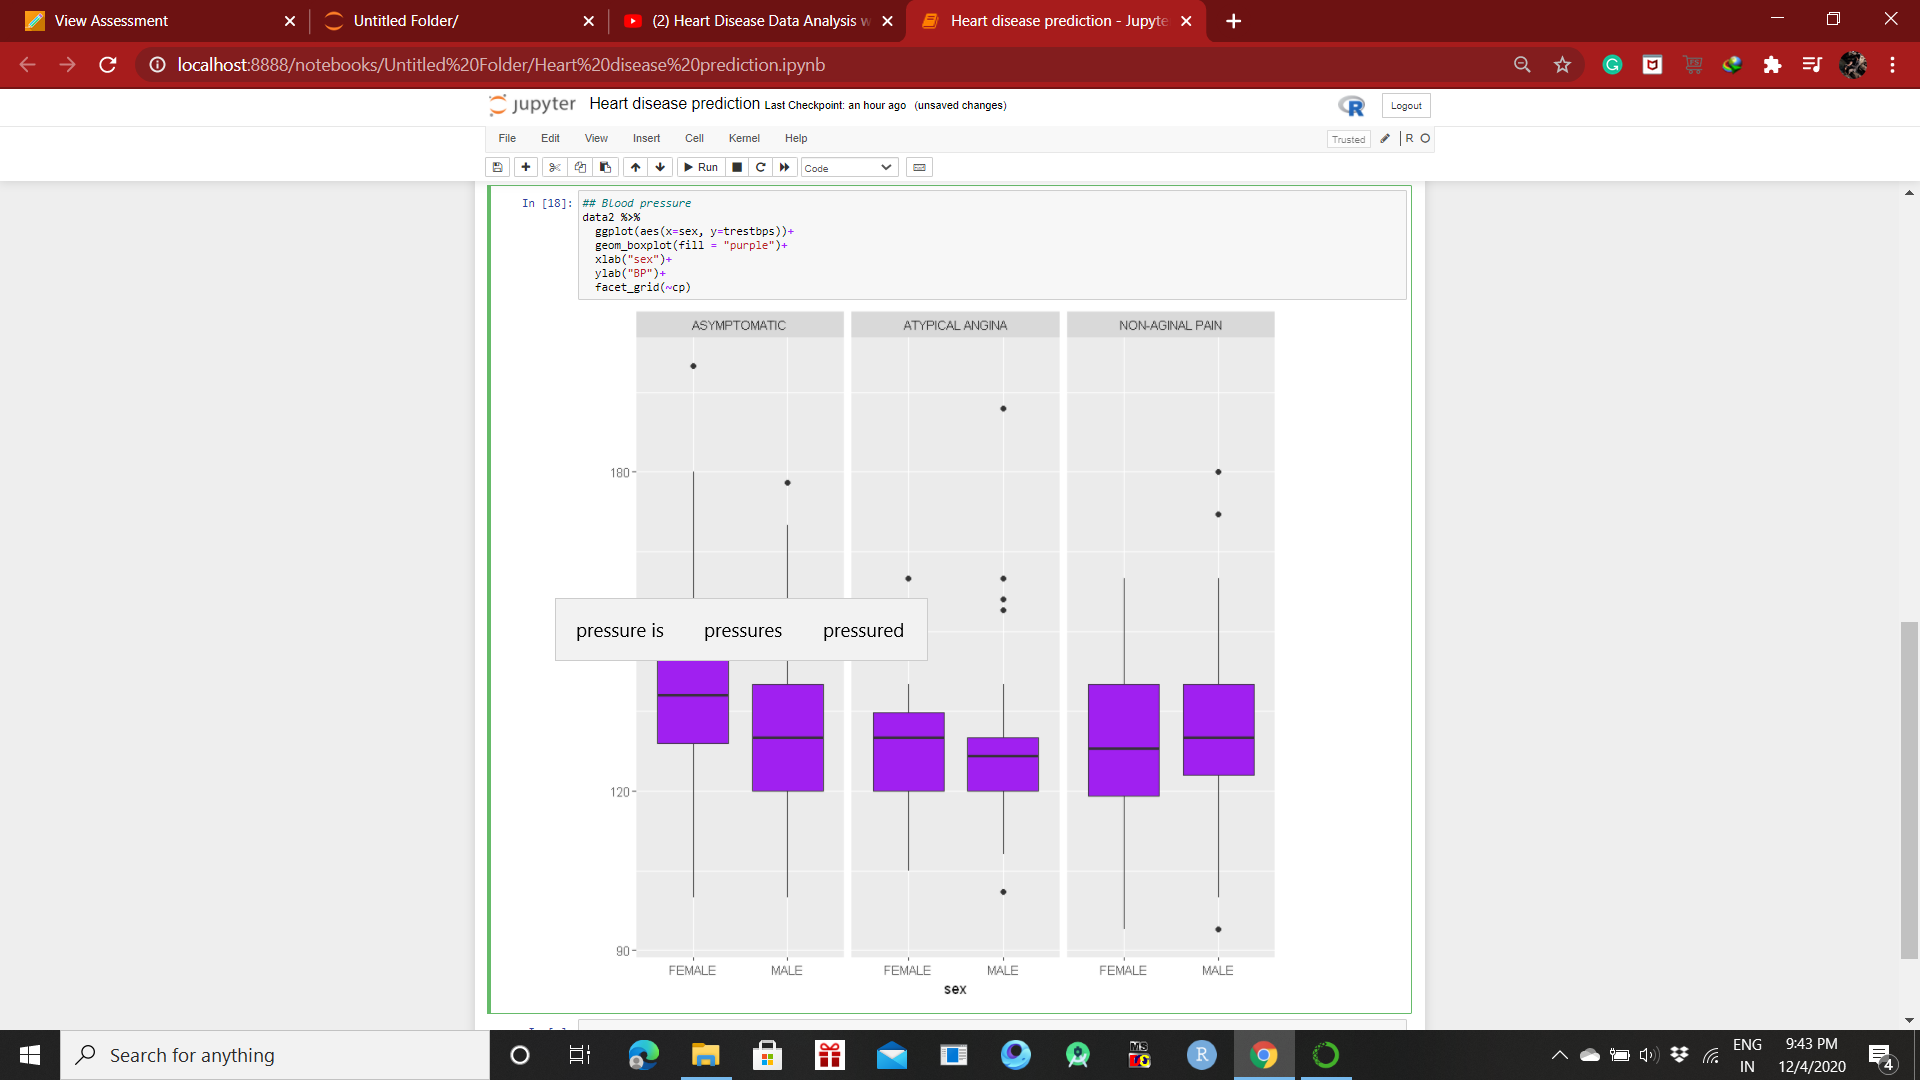 View Assessment
Untitled Folder/
(2) Heart Disease Data Analysis w
Heart disease prediction - Jupyte
localhost:8888/notebooks/Untitled%20Folder/Heart%20disease%20prediction.ipynb
jupyter Heart disease prediction Last Checkpoint: an hour ago (unsaved changes)
Logout
File Edit View Insert Cell Kernel Help
Trusted
R
Run
Code
In [18]:
## Blood pressure
data2 %>%
ggplot(aes(x=sex, y=trestbps))+
geom_boxplot(fill = "purple")+
xlab("sex")+
ylab("BP")+
facet_grid(~cp)
ASYMPTOMATIC ATYPICAL ANGINA NON-AGINAL PAIN
180
pressure is pressures pressured
120
90
FEMALE MALE FEMALE MALE FEMALE MALE
sex
Search for anything
R
ENG
IN
9:43 PM
12/4/2020
4